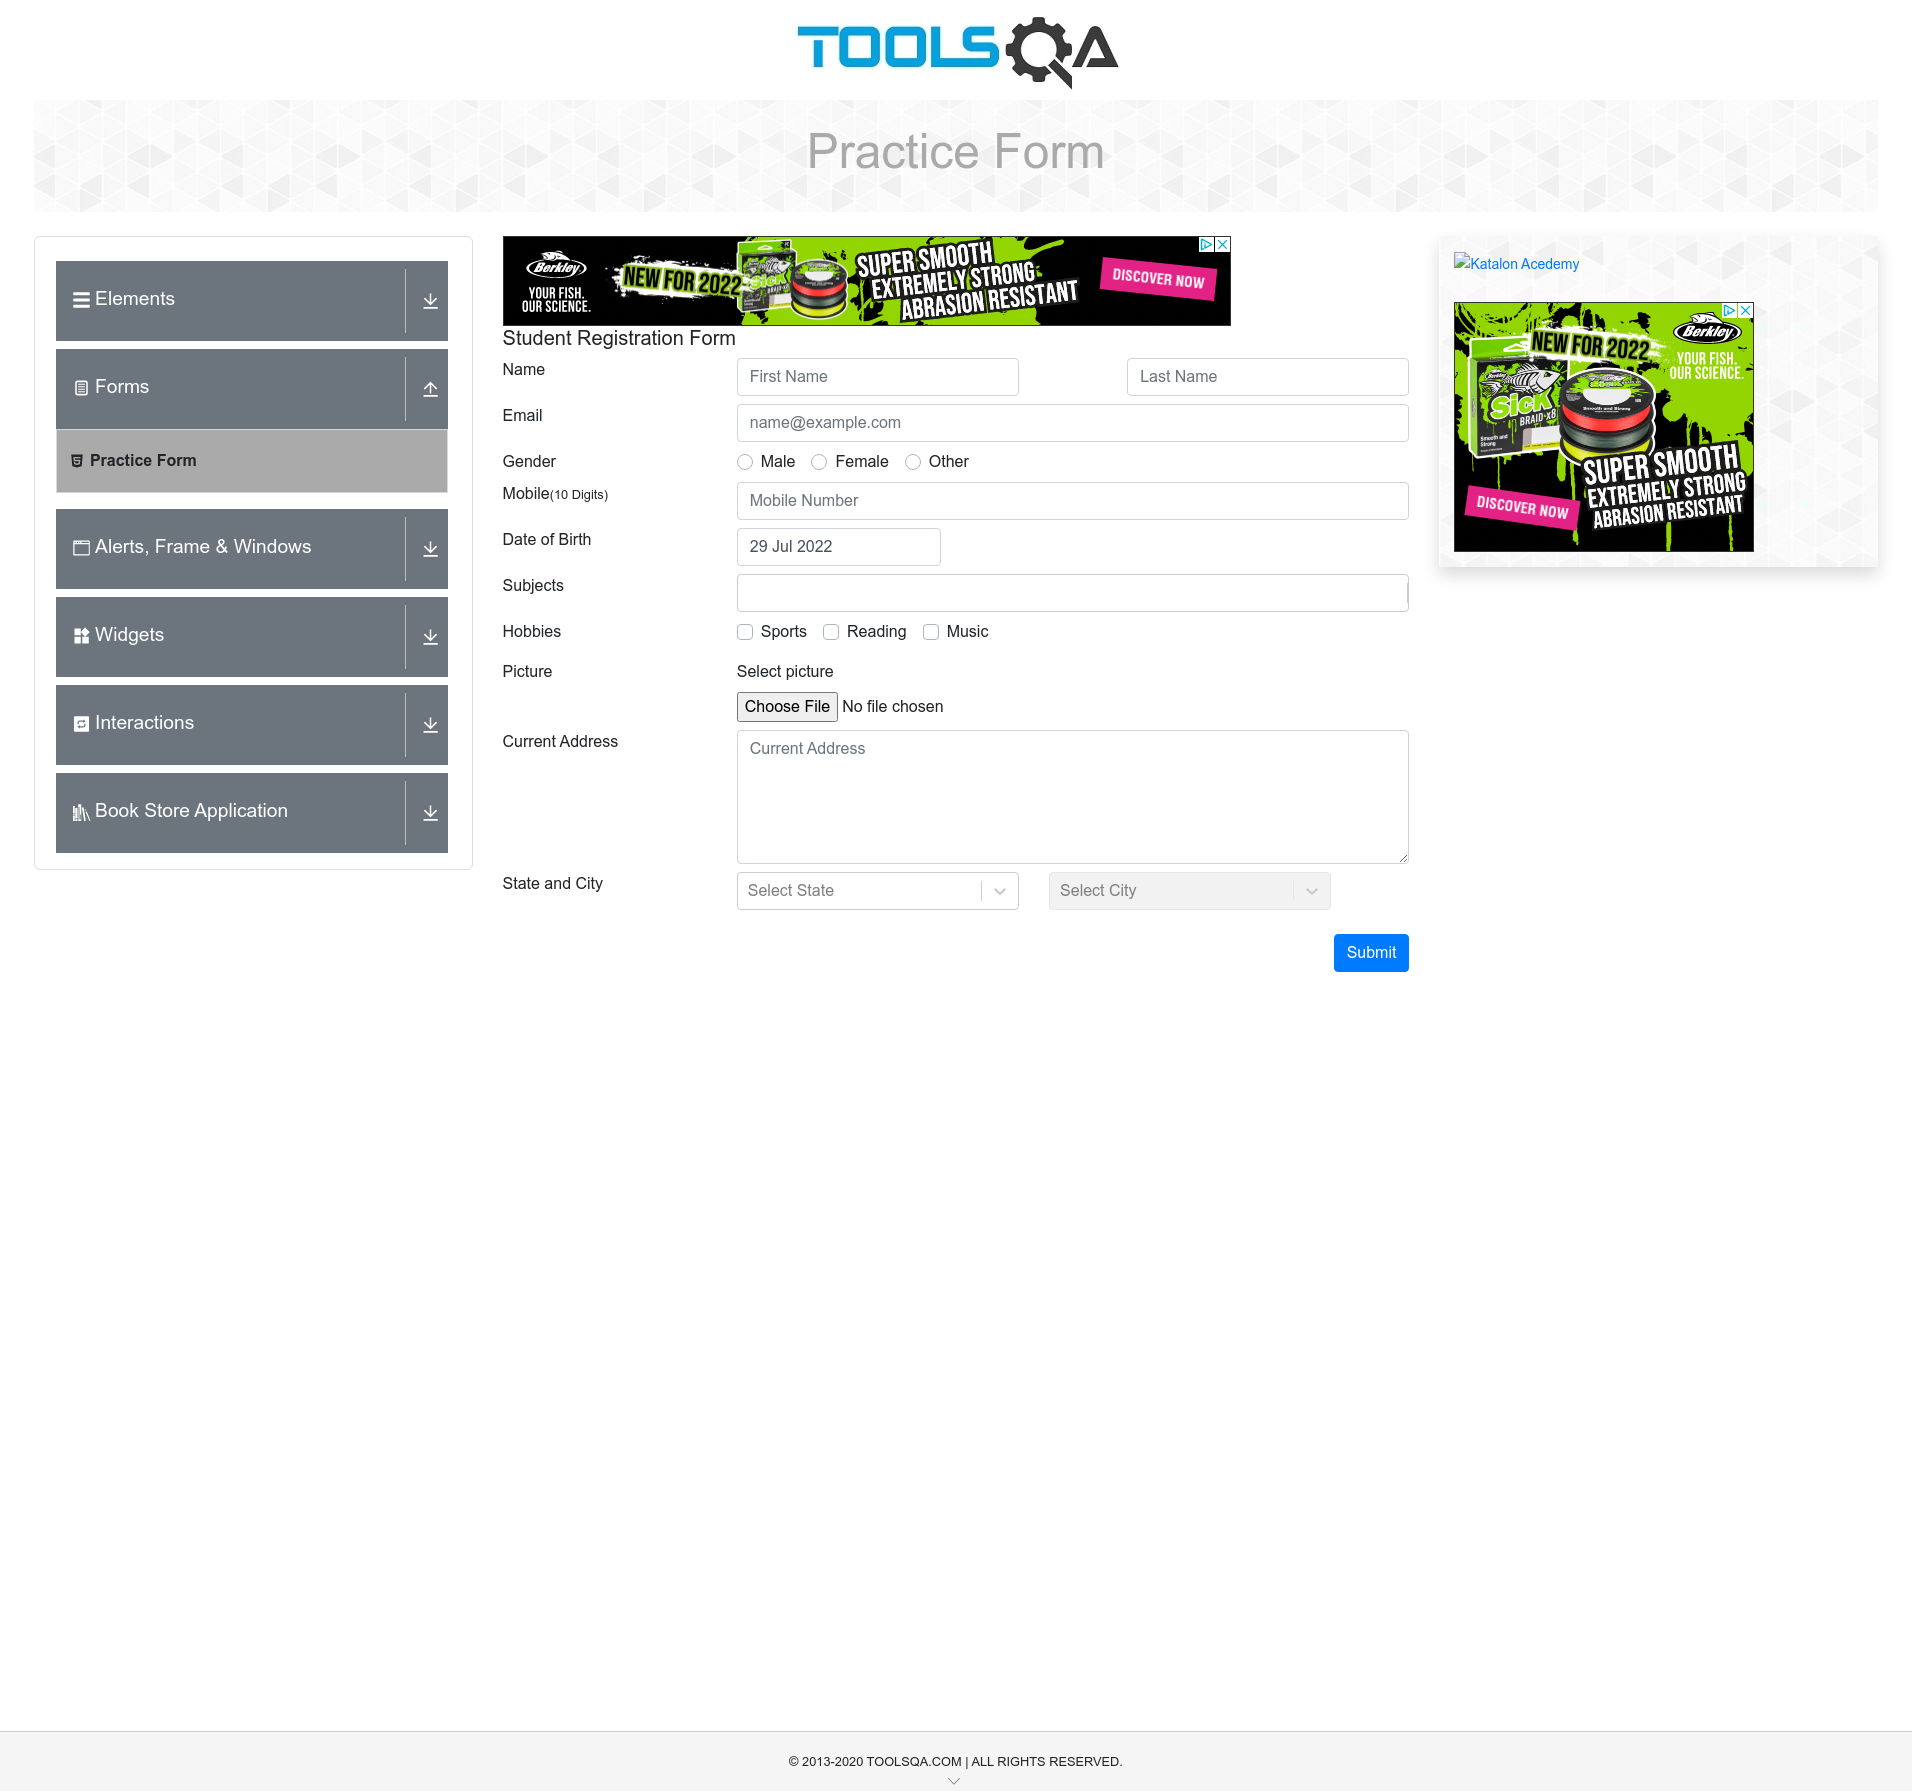 TOOLSQA
Practice Form
Elements
Forms
Practice Form
Alerts, Frame & Windows
Widgets
Interactions
Book Store Application
Berkley
YOUR FISH.
OUR SCIENCE.
NEW FOR 2022
SUPER SMOOTH
EXTREMELY STRONG
ABRASION RESISTANT
DISCOVER NOW
Student Registration Form
Name
First Name
Last Name
Email
name@example.com
Gender
Male
Female
Other
Mobile(10 Digits)
Mobile Number
Date of Birth
29 Jul 2022
Subjects
Hobbies
Sports
Reading
Music
Picture
Select picture
Choose File No file chosen
Current Address
Current Address
State and City
Select State
Select City
Submit
Katalon Acedemy
NEW FOR 2022
Berkley
YOUR FISH.
OUR SCIENCE.
SICK
BRAID·X8
Smooth and
Strong
SUPER SMOOTH
EXTREMELY STRONG
ABRASION RESISTANT
DISCOVER NOW
© 2013-2020 TOOLSQA.COM | ALL RIGHTS RESERVED.